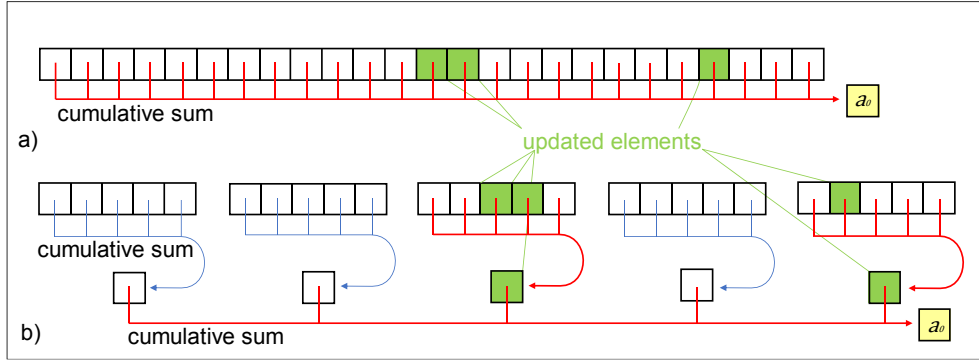 a₀
cumulative sum
a)
updated elements
cumulative sum
a₀
cumulative sum
b)